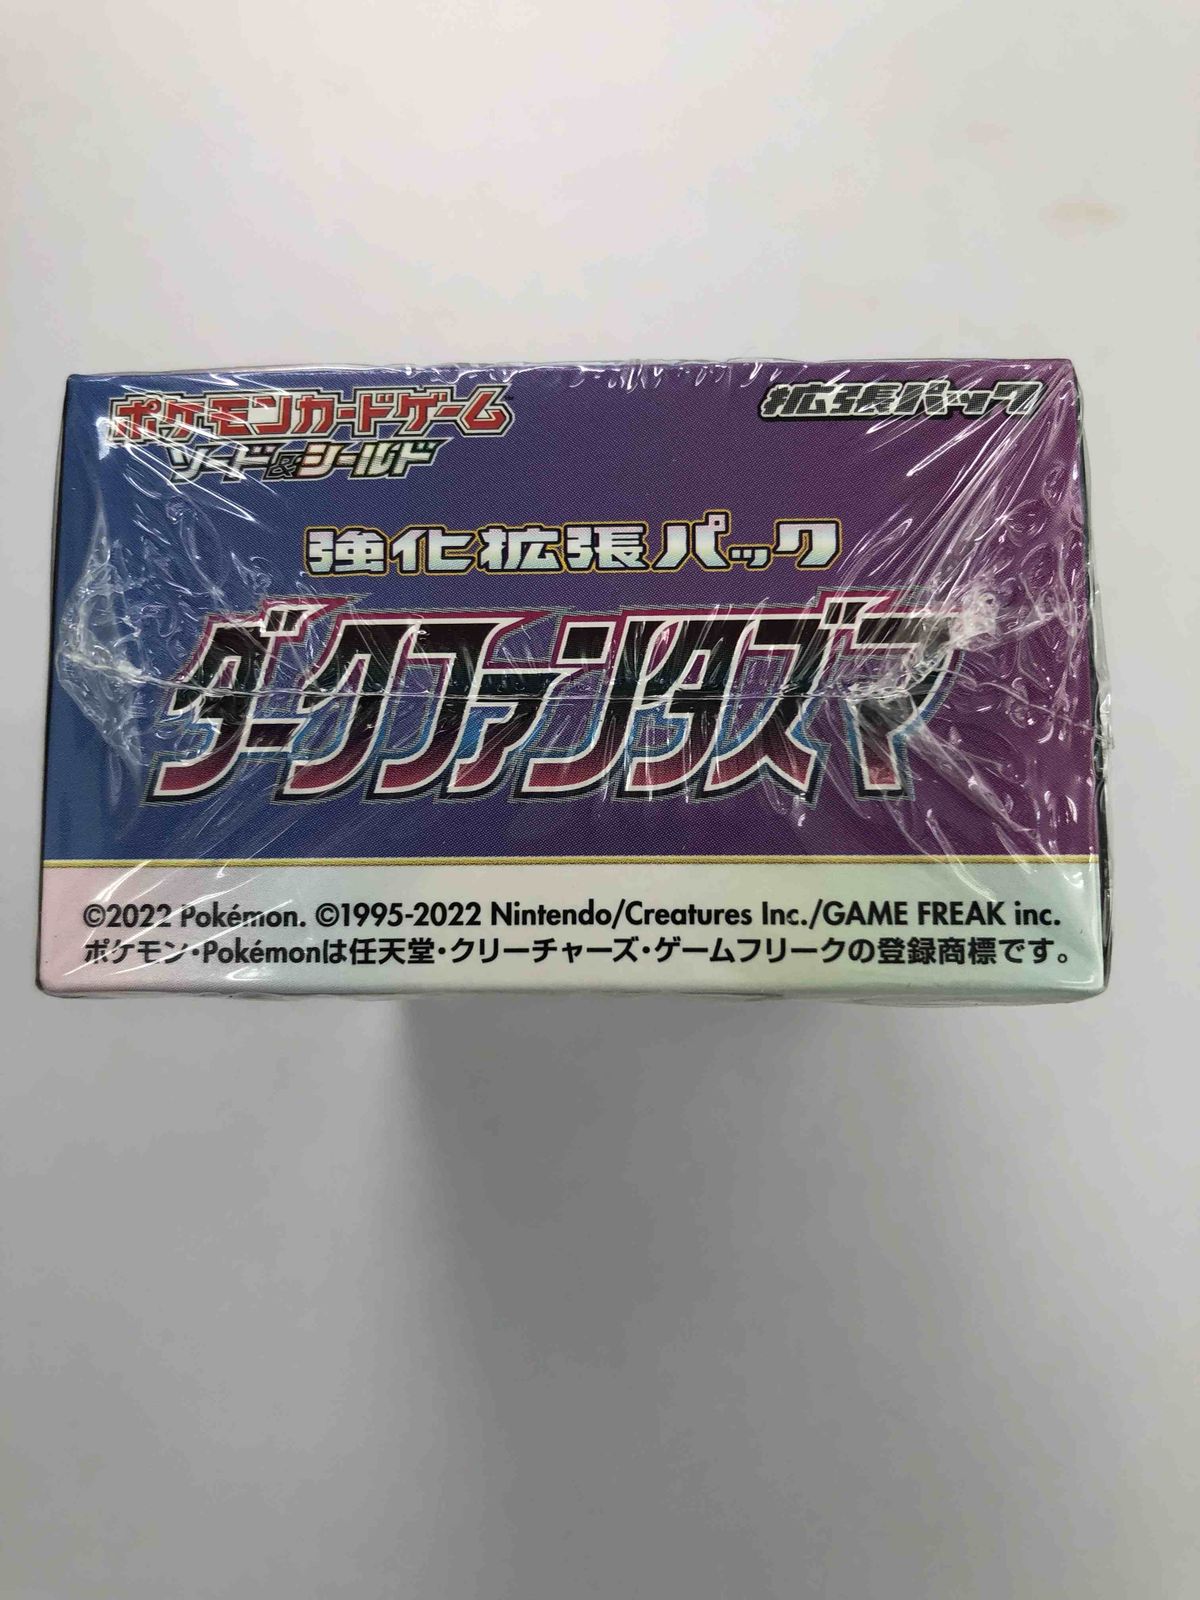 ポケモンカードゲーム™
ソード&シールド
拡張パック
強化拡張パック
ダークファンタズマ
©2022 Pokémon. ©1995-2022 Nintendo/Creatures Inc./GAME FREAK inc.
ポケモン・Pokémonは任天堂・クリーチャーズ・ゲームフリークの登録商標です。